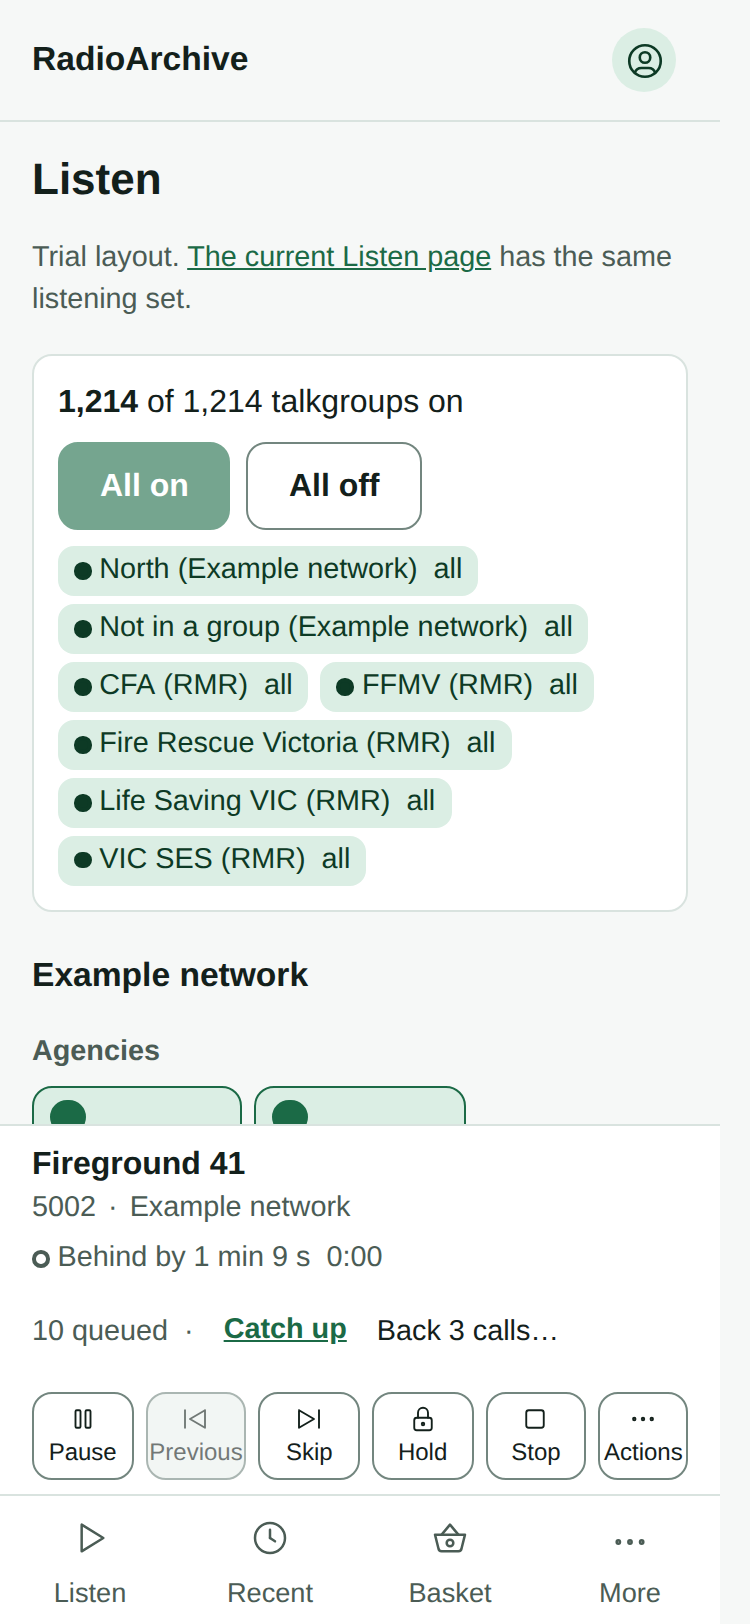 RadioArchive
Listen
Trial layout. The current Listen page has the same
listening set.
1,214 of 1,214 talkgroups on
All on All off
North (Example network) all
Not in a group (Example network) all
CFA (RMR) all FFMV (RMR) all
Fire Rescue Victoria (RMR) all
Life Saving VIC (RMR) all
VIC SES (RMR) all
Example network
Agencies
Fireground 41
5002 · Example network
Behind by 1 min 9 s 0:00
10 queued · Catch up Back 3 calls…
Pause Previous Skip Hold Stop Actions
Listen Recent Basket More